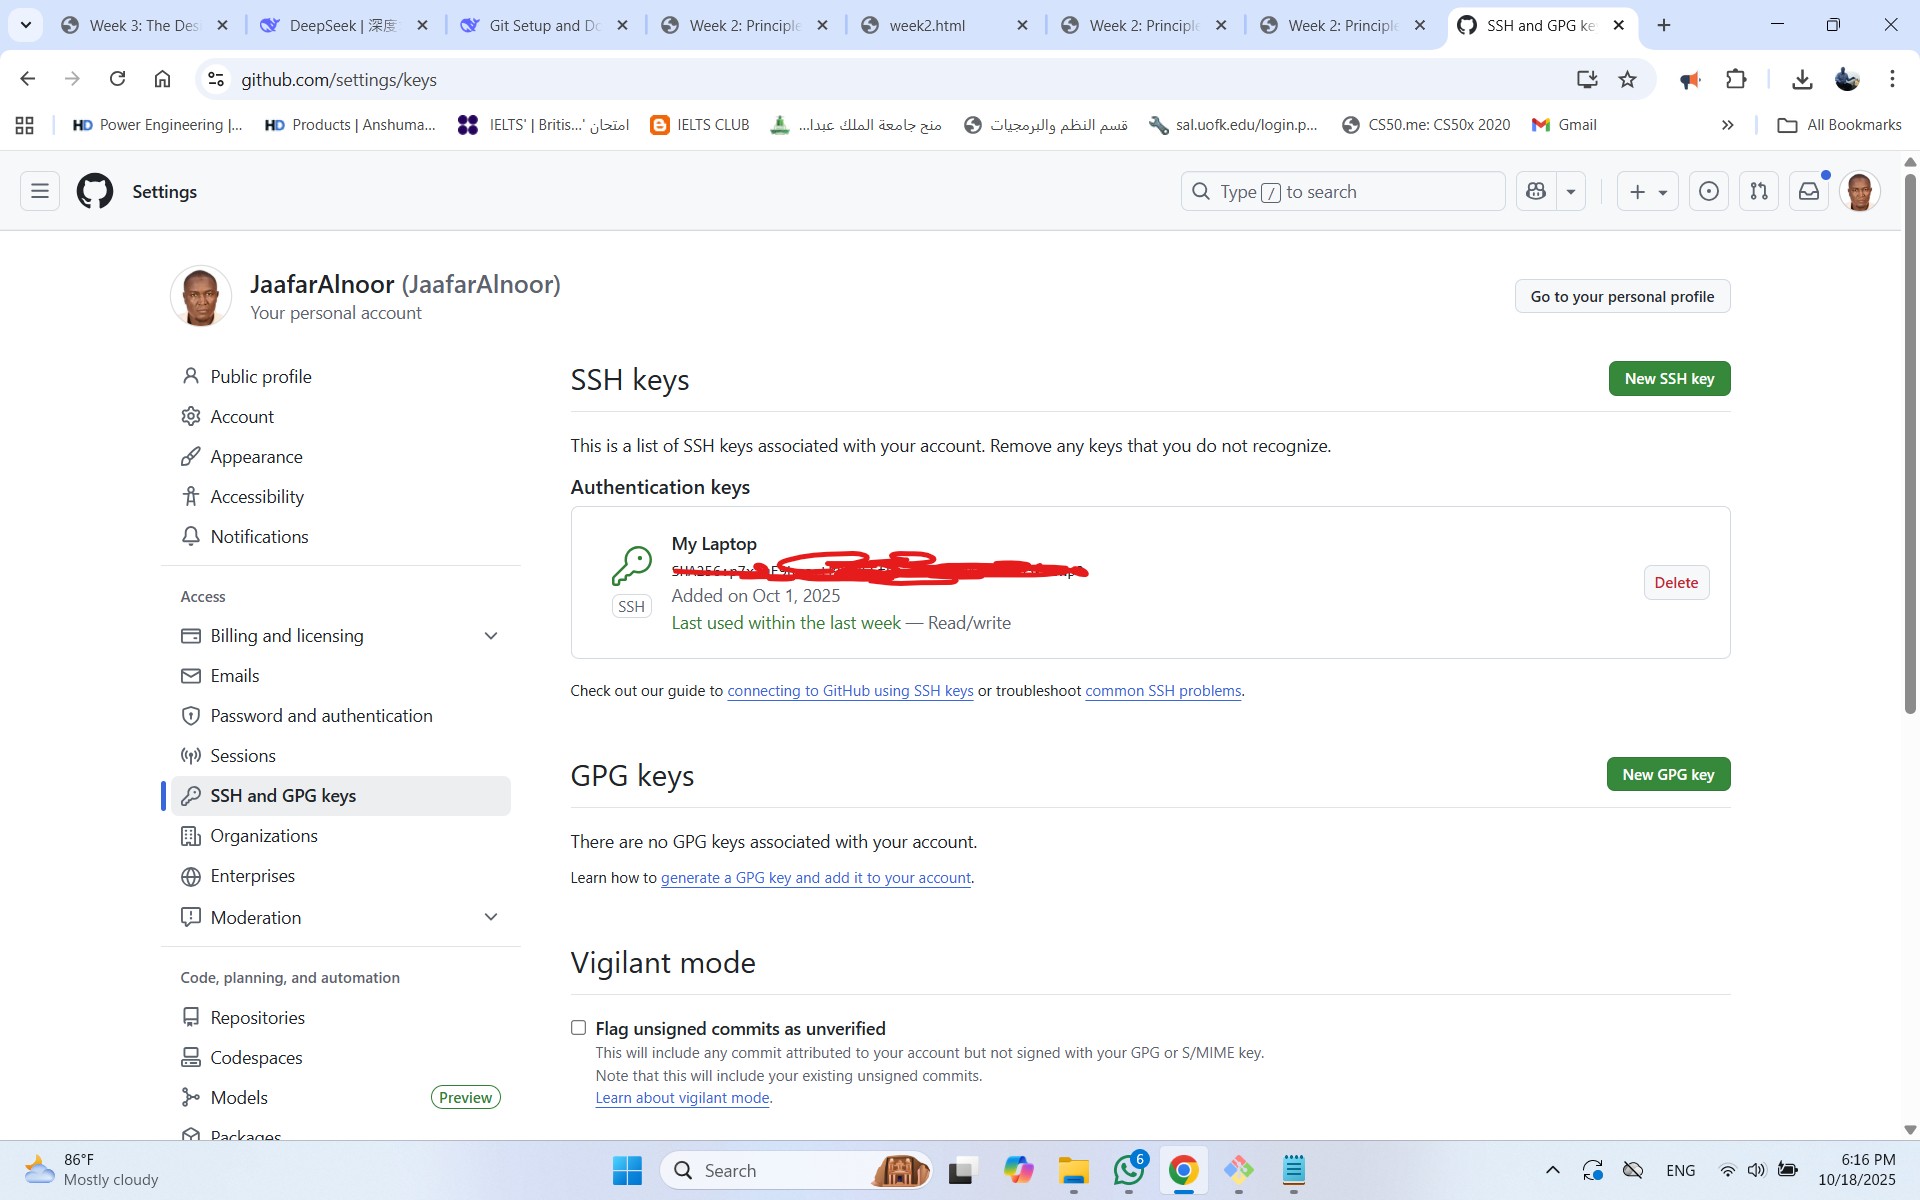 Week 3: The Des
DeepSeek | 深度
Git Setup and Do
Week 2: Principle
week2.html
Week 2: Principle
Week 2: Principle
SSH and GPG ke
github.com/settings/keys
Power Engineering |...
Products | Anshuma...
امتحان 'IELTS' | Britis...
IELTS CLUB
منح جامعة الملك عبدا...
قسم النظم والبرمجيات
sal.uofk.edu/login.p...
CS50.me: CS50x 2020
Gmail
All Bookmarks
Settings
Type / to search
JaafarAlnoor (JaafarAlnoor)
Your personal account
Go to your personal profile
Public profile
Account
Appearance
Accessibility
Notifications
Access
Billing and licensing
Emails
Password and authentication
Sessions
SSH and GPG keys
Organizations
Enterprises
Moderation
Code, planning, and automation
Repositories
Codespaces
Models
Preview
Packages
SSH keys
New SSH key
This is a list of SSH keys associated with your account. Remove any keys that you do not recognize.
Authentication keys
My Laptop
SSH
Added on Oct 1, 2025
Last used within the last week — Read/write
Delete
Check out our guide to connecting to GitHub using SSH keys or troubleshoot common SSH problems.
GPG keys
New GPG key
There are no GPG keys associated with your account.
Learn how to generate a GPG key and add it to your account.
Vigilant mode
Flag unsigned commits as unverified
This will include any commit attributed to your account but not signed with your GPG or S/MIME key.
Note that this will include your existing unsigned commits.
Learn about vigilant mode.
86°F
Mostly cloudy
Search
6
ENG
6:16 PM
10/18/2025